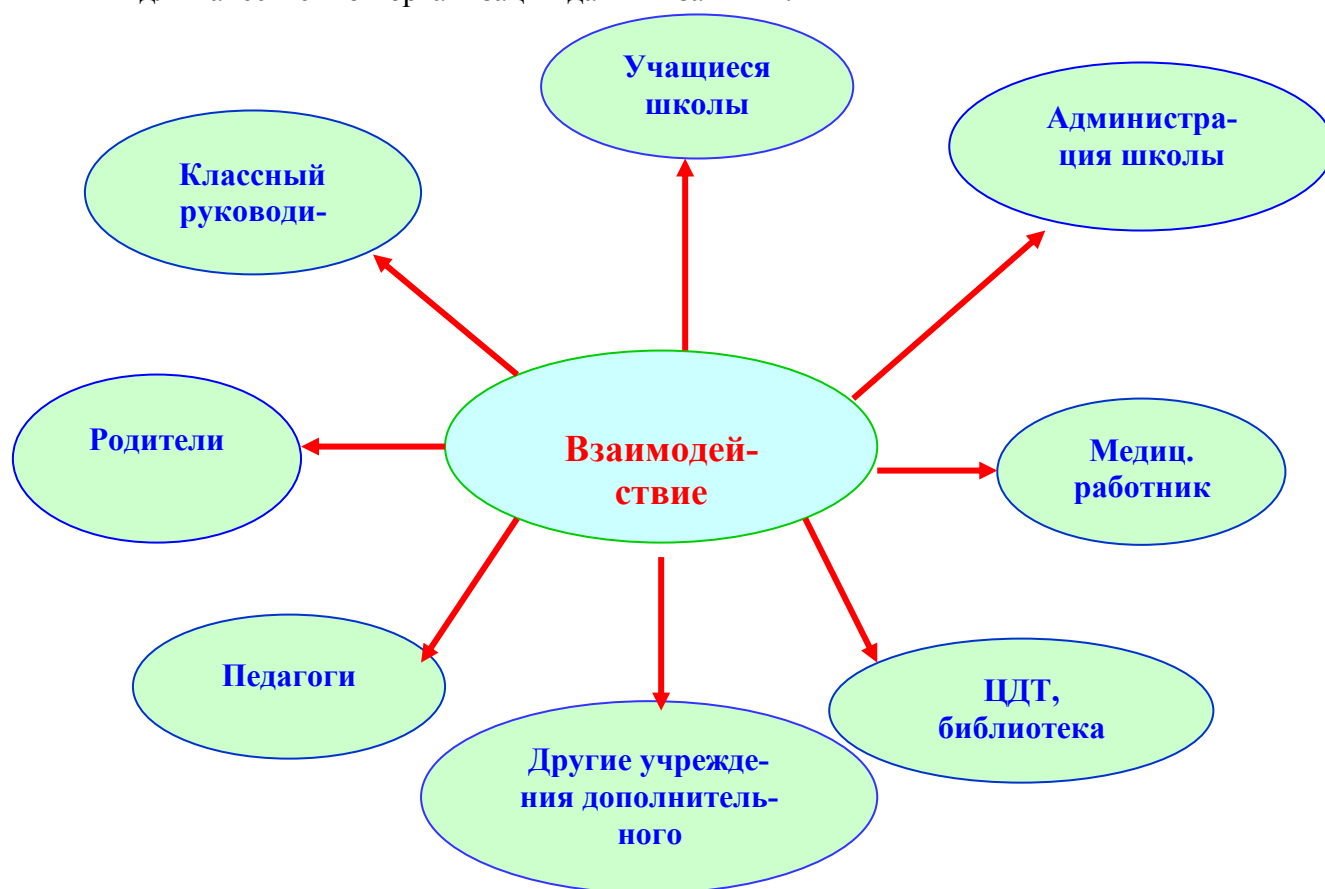 Учащиеся
школы
Администра-
ция школы
Классный
руководи-
Родители
Взаимодей-
ствие
Медиц.
работник
Педагоги
ЦДТ,
библиотека
Другие учрежде-
ния дополнитель-
ного